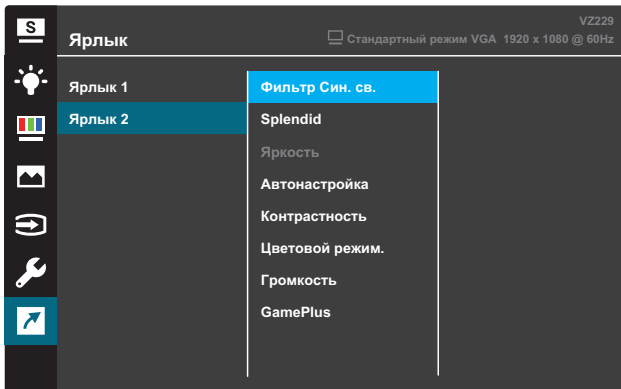 S
VZ229
Ярлык
Стандартный режим VGA 1920 x 1080 @ 60Hz
Ярлык 1
Фильтр Син. св.
Ярлык 2
Splendid
Яркость
Автонастройка
Контрастность
Цветовой режим.
Громкость
GamePlus